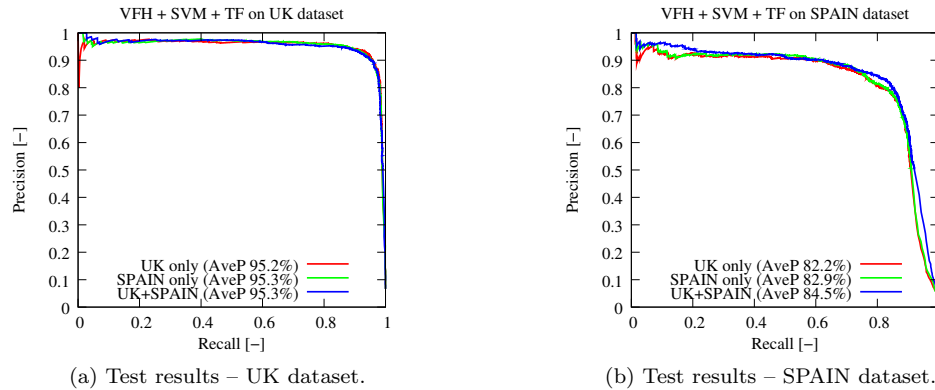 VFH + SVM + TF on UK dataset
1
0.9
0.8
0.7
0.6
0.5
0.4
0.3
0.2
0.1
0
Precision [−]
UK only (AveP 95.2%)
SPAIN only (AveP 95.3%)
UK+SPAIN (AveP 95.3%)
0 0.2 0.4 0.6 0.8 1
Recall [−]
(a) Test results – UK dataset.
VFH + SVM + TF on SPAIN dataset
1
0.9
0.8
0.7
0.6
0.5
0.4
0.3
0.2
0.1
0
Precision [−]
UK only (AveP 82.2%)
SPAIN only (AveP 82.9%)
UK+SPAIN (AveP 84.5%)
0 0.2 0.4 0.6 0.8
Recall [−]
(b) Test results – SPAIN dataset.